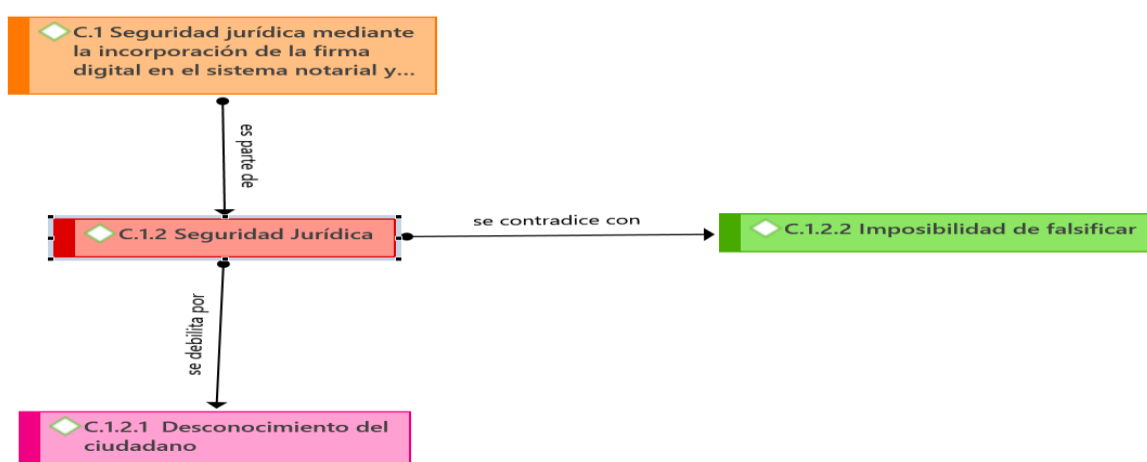 C.1 Seguridad jurídica mediante
la incorporación de la firma
digital en el sistema notarial y...
es parte de
C.1.2 Seguridad Jurídica
se contradice con
C.1.2.2 Imposibilidad de falsificar
se debilita por
C.1.2.1 Desconocimiento del
ciudadano